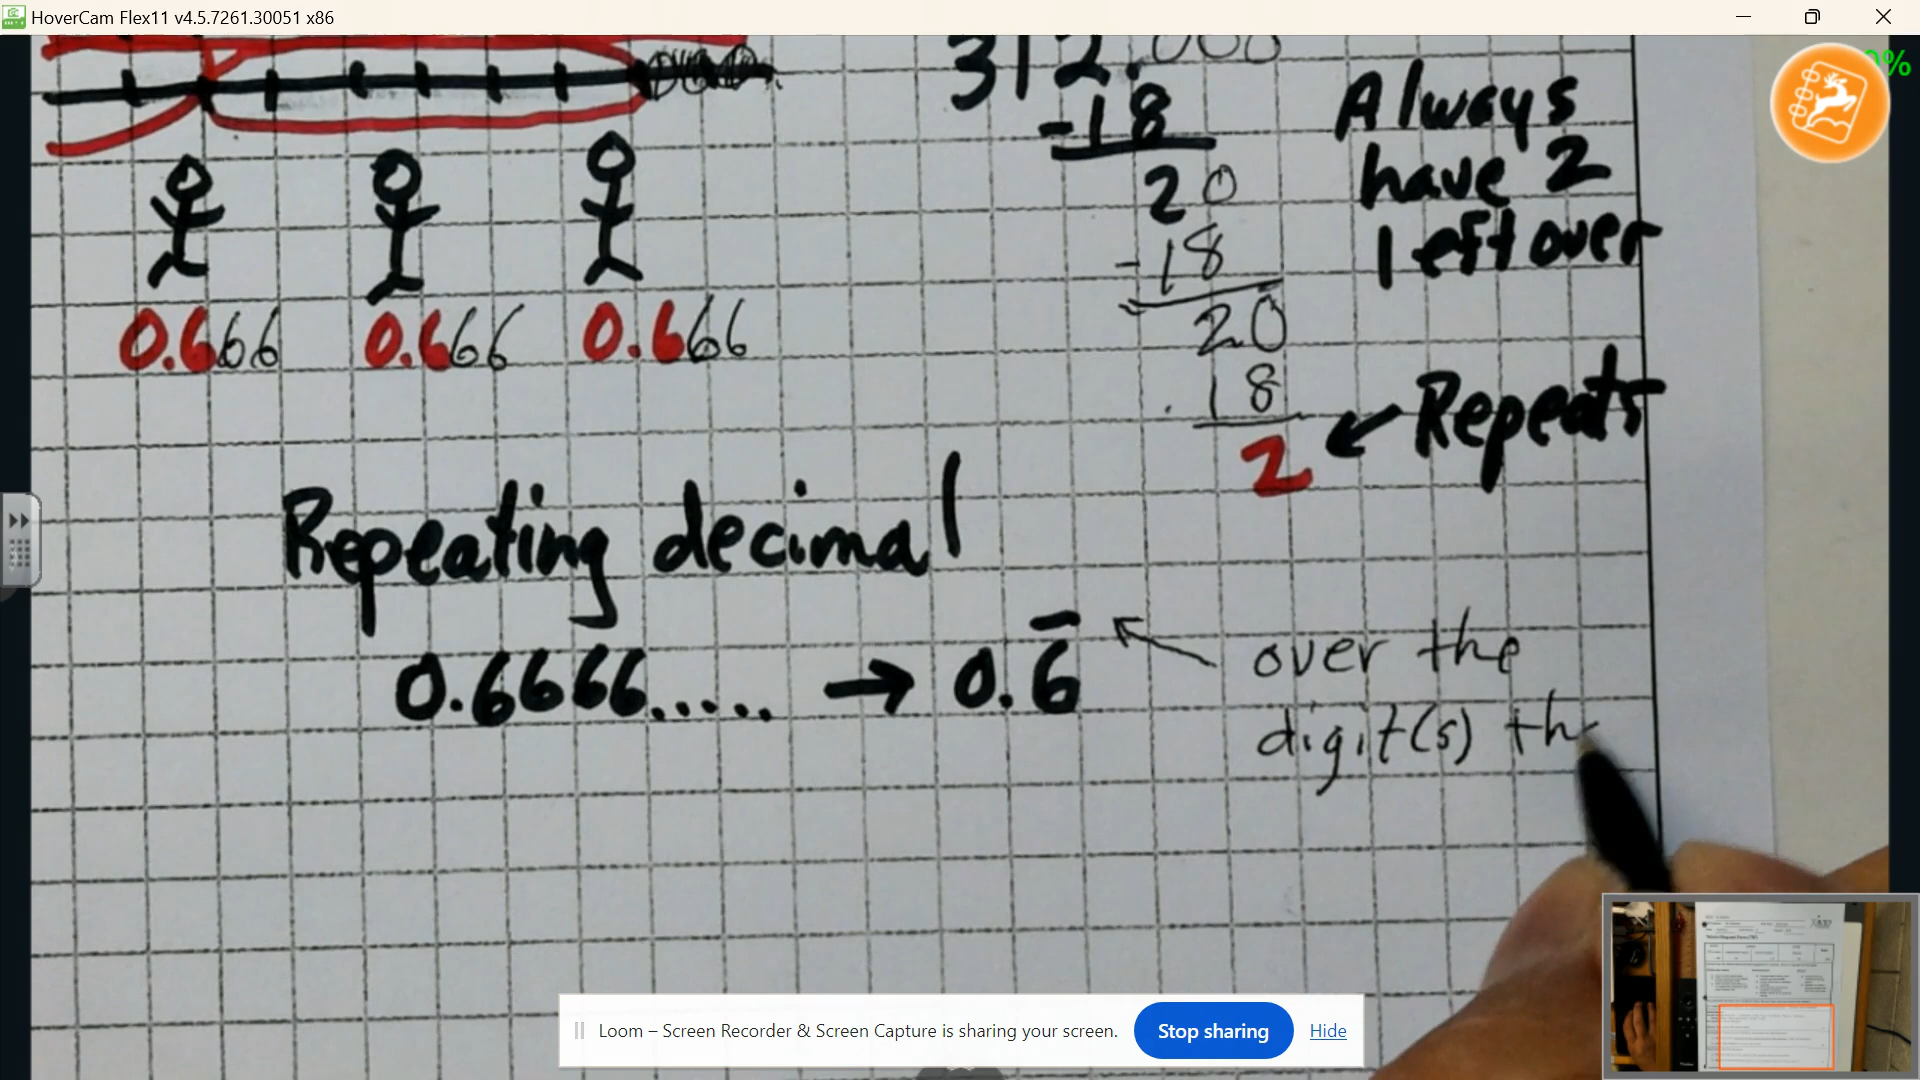 HoverCam Flex11 v4.5.7261.30051 x86
%
312.000
-18
20
-18
20
18
2
Always
have 2
leftover
← Repeats
0.666 0.666 0.666
Repeating decimal
0.6666..... → 0.6̅
over the
digit(s) th
Loom – Screen Recorder & Screen Capture is sharing your screen.
Stop sharing
Hide